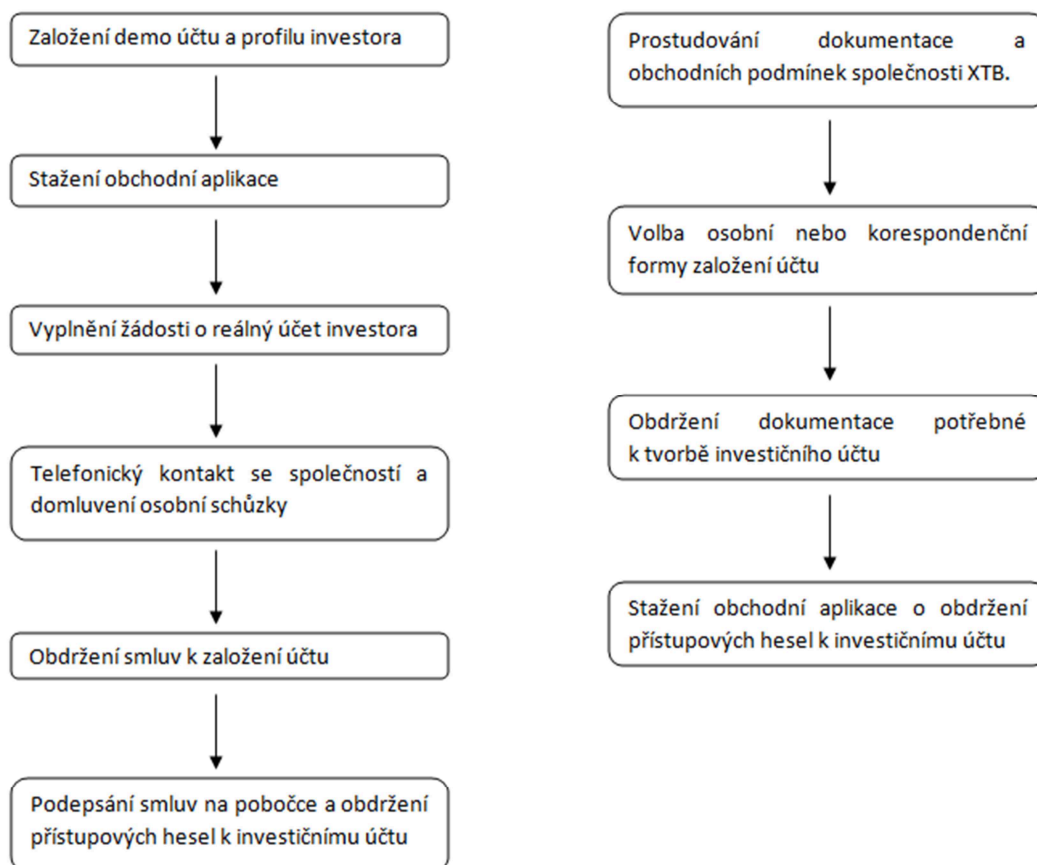 Založení demo účtu a profilu investora
Stažení obchodní aplikace
Vyplnění žádosti o reálný účet investora
Telefonický kontakt se společností a
domluvení osobní schůzky
Obdržení smluv k založení účtu
Podepsání smluv na pobočce a obdržení
přístupových hesel k investičnímu účtu
Prostudování dokumentace a
obchodních podmínek společnosti XTB.
Volba osobní nebo korespondenční
formy založení účtu
Obdržení dokumentace potřebné
k tvorbě investičního účtu
Stažení obchodní aplikace o obdržení
přístupových hesel k investičnímu účtu